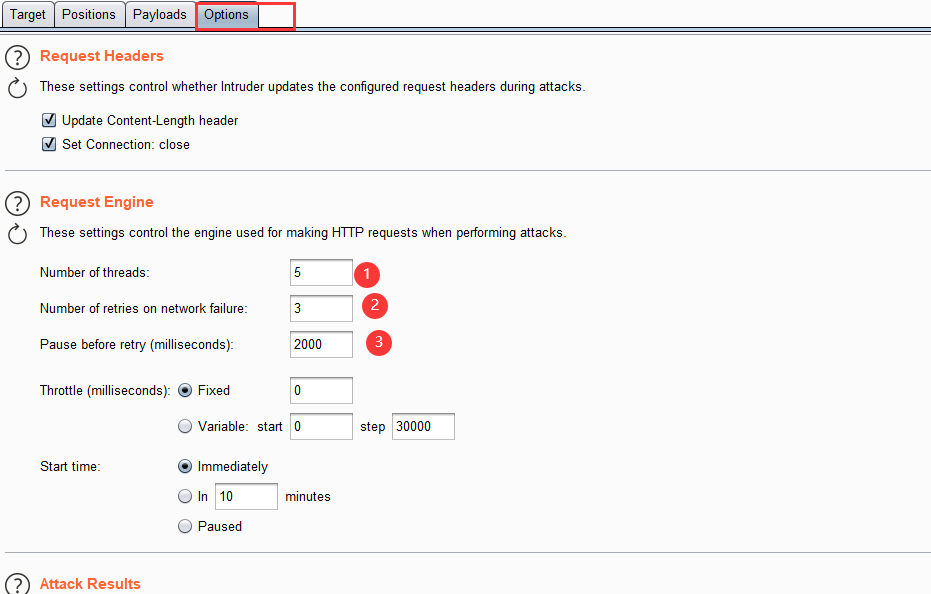 Target Positions Payloads Options
? Request Headers
These settings control whether Intruder updates the configured request headers during attacks.
Update Content-Length header
Set Connection: close
? Request Engine
These settings control the engine used for making HTTP requests when performing attacks.
Number of threads: 5 1
Number of retries on network failure: 3 2
Pause before retry (milliseconds): 2000 3
Throttle (milliseconds): Fixed 0
Variable: start 0 step 30000
Start time: Immediately
In 10 minutes
Paused
? Attack Results